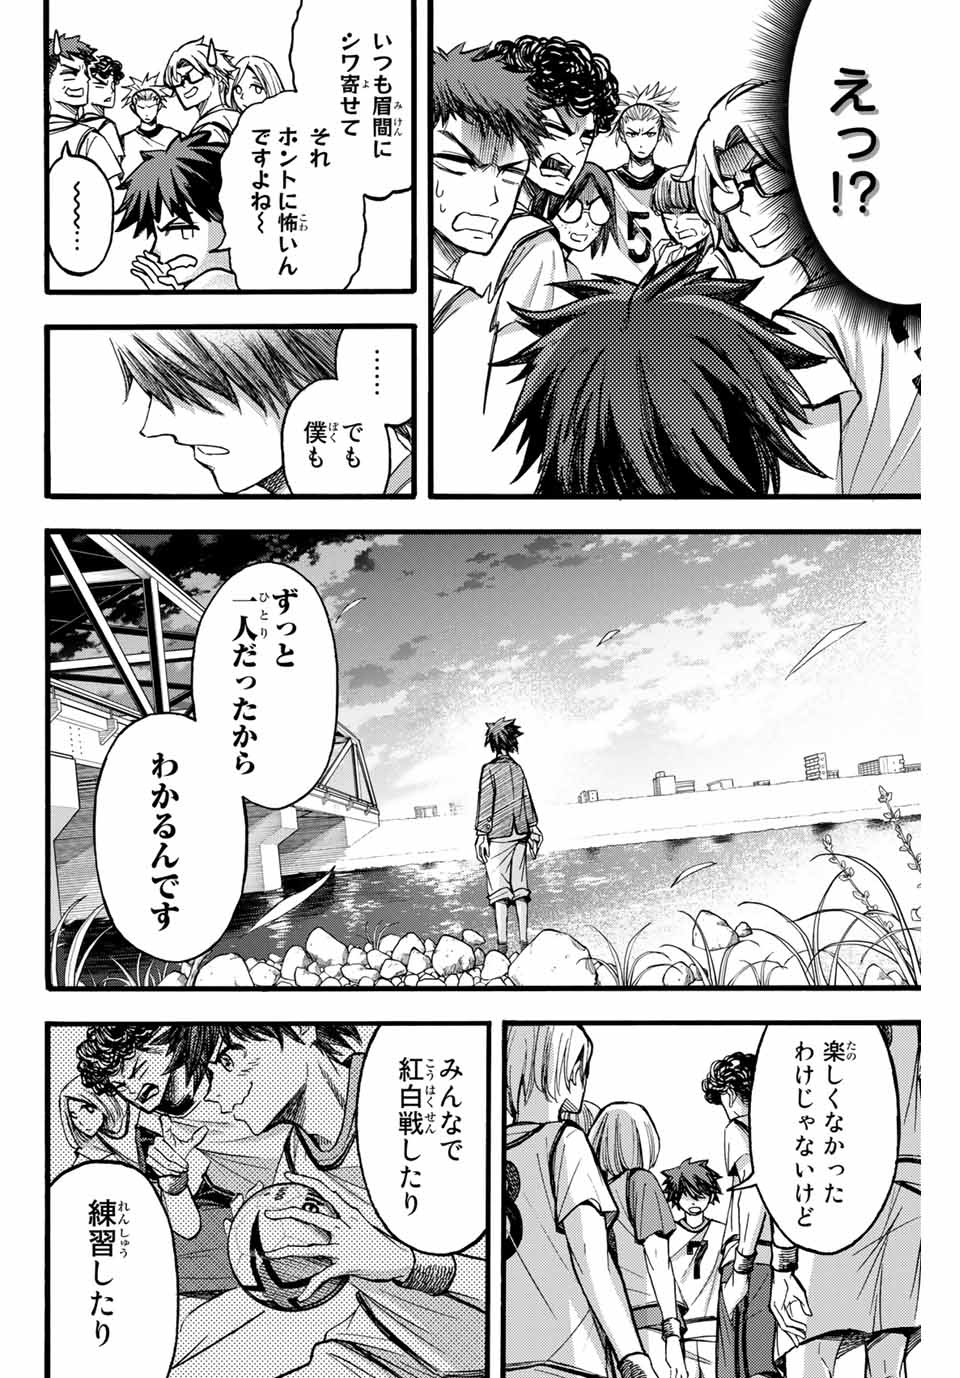 えっ!?
5
いつも眉間に
シワ寄せて
それ
ホントに怖いん
ですよね〜
〜〜〜……
……
でも
僕も
ずっと
一人だったから
わかるんです
楽しくなかった
わけじゃないけど
7
みんなで
紅白戦したり
練習したり